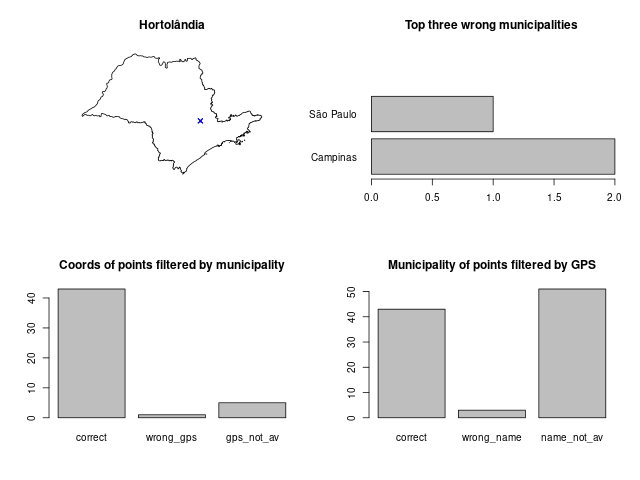 Hortolândia
Top three wrong municipalities
São Paulo
Campinas
0.0 0.5 1.0 1.5 2.0
Coords of points filtered by municipality
40
30
20
10
0
correct wrong_gps gps_not_av
Municipality of points filtered by GPS
50
40
30
20
10
0
correct wrong_name name_not_av